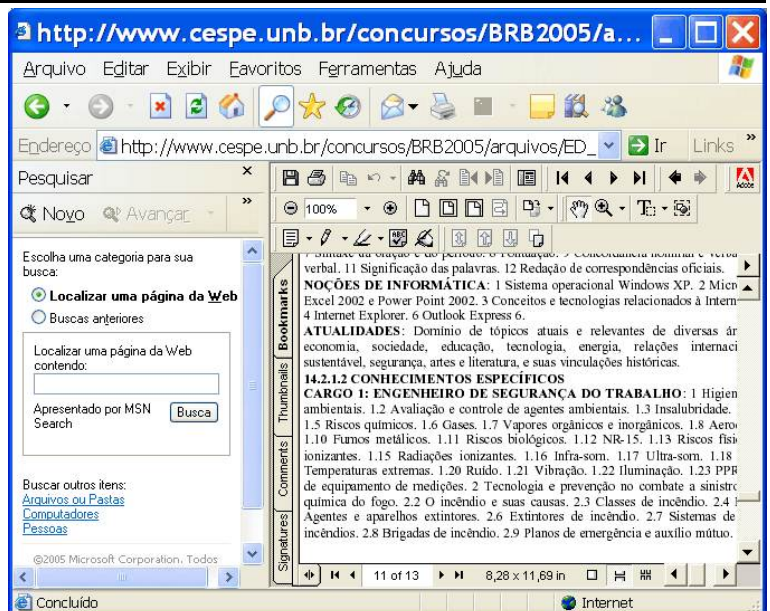 http://www.cespe.unb.br/concursos/BRB2005/a...
Arquivo Editar Exibir Favoritos Ferramentas Ajuda
Endereço http://www.cespe.unb.br/concursos/BRB2005/arquivos/ED_ Ir Links »
Pesquisar
Novo Avançar »
Escolha uma categoria para sua
busca:
Localizar uma página da Web
Buscas anteriores
Localizar uma página da Web
contendo:
Apresentado por MSN
Search
Busca
Buscar outros itens:
Arquivos ou Pastas
Computadores
Pessoas
©2005 Microsoft Corporation. Todos
Adobe
100%
Bookmarks
Thumbnails
Comments
Signatures
verbal. 11 Significação das palavras. 12 Redação de correspondências oficiais.
NOÇÕES DE INFORMÁTICA: 1 Sistema operacional Windows XP. 2 Micr
Excel 2002 e Power Point 2002. 3 Conceitos e tecnologias relacionados à Intern
4 Internet Explorer. 6 Outlook Express 6.
ATUALIDADES: Domínio de tópicos atuais e relevantes de diversas ár
economia, sociedade, educação, tecnologia, energia, relações internaci
sustentável, segurança, artes e literatura, e suas vinculações históricas.
14.2.1.2 CONHECIMENTOS ESPECÍFICOS
CARGO 1: ENGENHEIRO DE SEGURANÇA DO TRABALHO: 1 Higien
ambientais. 1.2 Avaliação e controle de agentes ambientais. 1.3 Insalubridade.
1.5 Riscos químicos. 1.6 Gases. 1.7 Vapores orgânicos e inorgânicos. 1.8 Aero
1.10 Fumos metálicos. 1.11 Riscos biológicos. 1.12 NR-15. 1.13 Riscos físi
ionizantes. 1.15 Radiações ionizantes. 1.16 Infra-som. 1.17 Ultra-som. 1.18
Temperaturas extremas. 1.20 Ruído. 1.21 Vibração. 1.22 Iluminação. 1.23 PPR
de equipamento de medições. 2 Tecnologia e prevenção no combate a sinistro
química do fogo. 2.2 O incêndio e suas causas. 2.3 Classes de incêndio. 2.4
Agentes e aparelhos extintores. 2.6 Extintores de incêndio. 2.7 Sistemas de
incêndios. 2.8 Brigadas de incêndio. 2.9 Planos de emergência e auxílio mútuo.
11 of 13 8,28 x 11,69 in
Concluído Internet